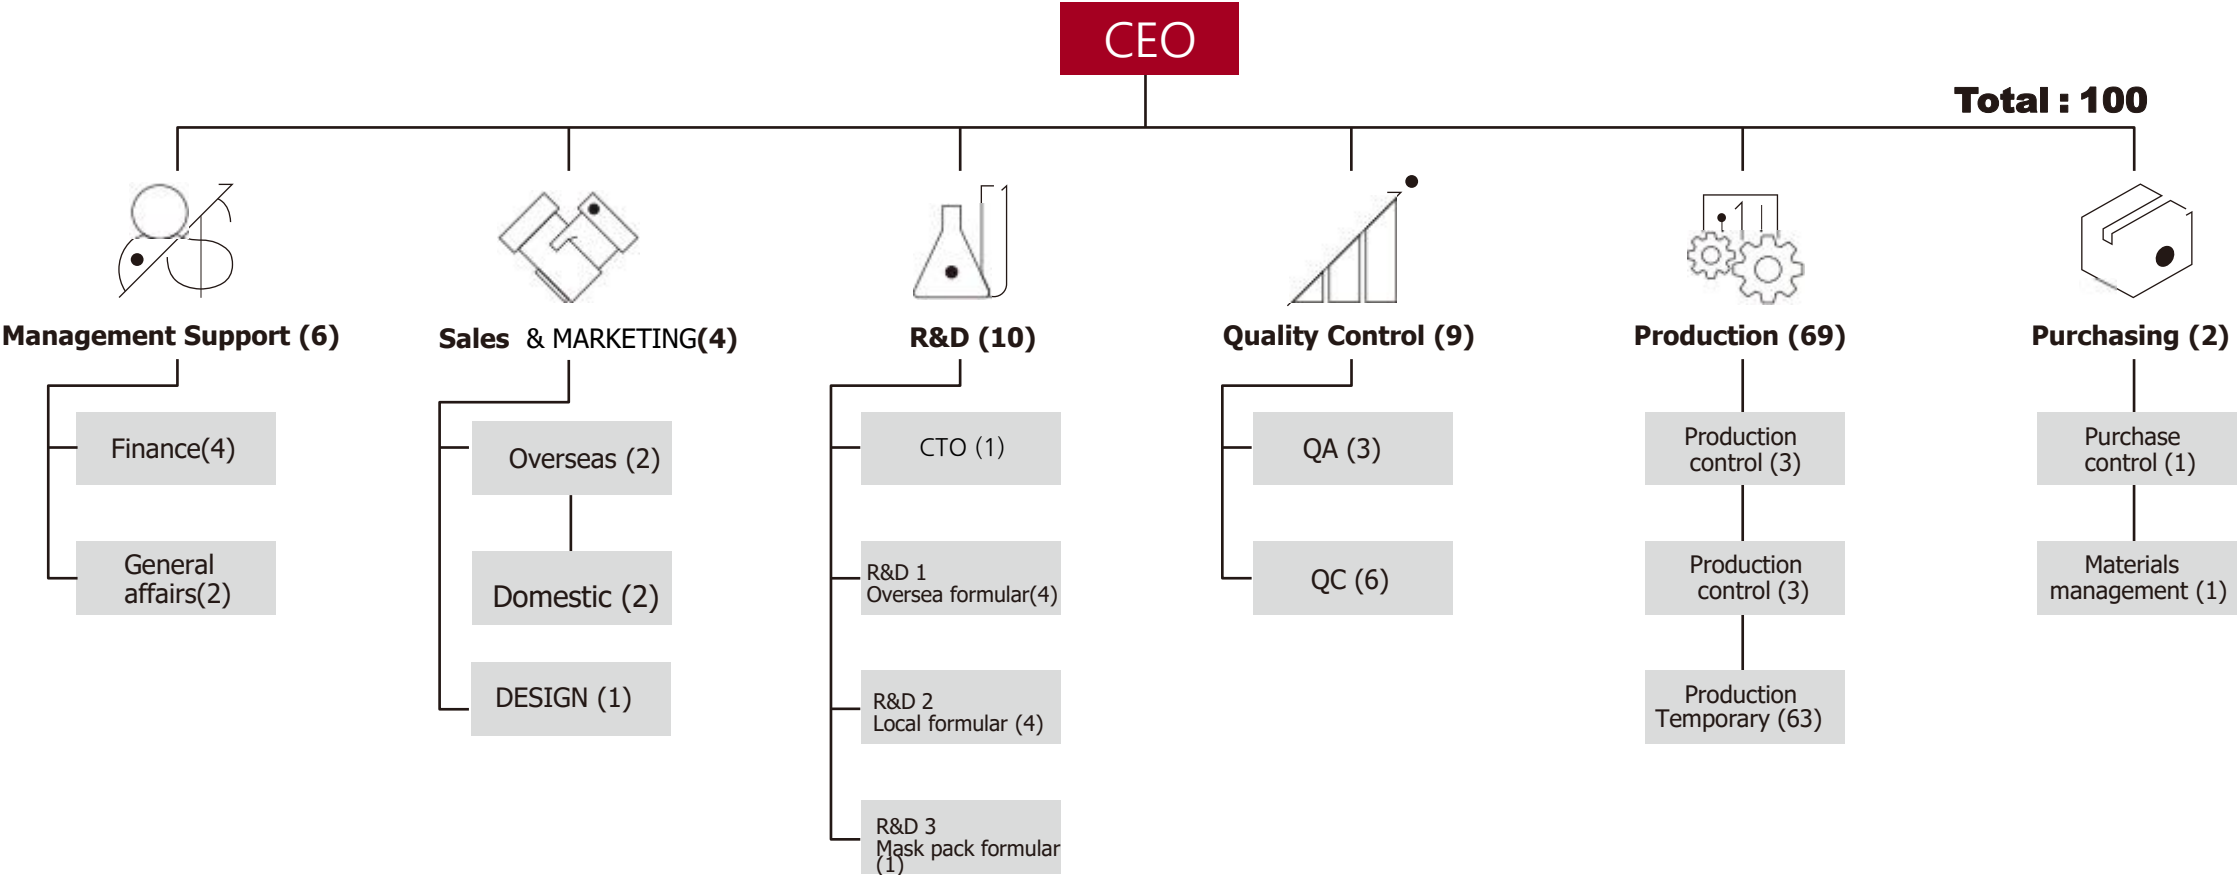 CEO
Total : 100
Management Support (6)
Sales & MARKETING(4)
R&D (10)
Quality Control (9)
Production (69)
Purchasing (2)
Finance(4)
General
affairs(2)
Overseas (2)
Domestic (2)
DESIGN (1)
CTO (1)
R&D 1
Oversea formular(4)
R&D 2
Local formular (4)
R&D 3
Mask pack formular
(1)
QA (3)
QC (6)
Production
control (3)
Production
control (3)
Production
Temporary (63)
Purchase
control (1)
Materials
management (1)